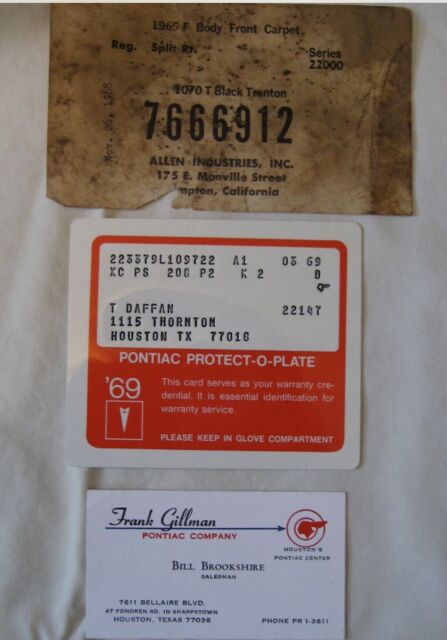 1969 F Body Front Carpet
Reg. Split Rt. Series
22000
1070 T Black Trenton
Nov. 26, 1968
7666912
ALLEN INDUSTRIES, INC.
175 E. Manville Street
mpton, California
223379L109722 A1 03 69
XC PS 20G P2 K 2 D
T DAFFAN 22147
1115 THORNTON
HOUSTON TX 77018
PONTIAC PROTECT-O-PLATE
'69
This card serves as your warranty cre-
dential. It is essential identification for
warranty service.
PLEASE KEEP IN GLOVE COMPARTMENT
Frank Gillman
PONTIAC COMPANY
HOUSTON'S
PONTIAC CENTER
BILL BROOKSHIRE
SALESMAN
7611 BELLAIRE BLVD.
AT FONDREN RD. IN SHARPSTOWN
HOUSTON, TEXAS 77036 PHONE PR 1-3611